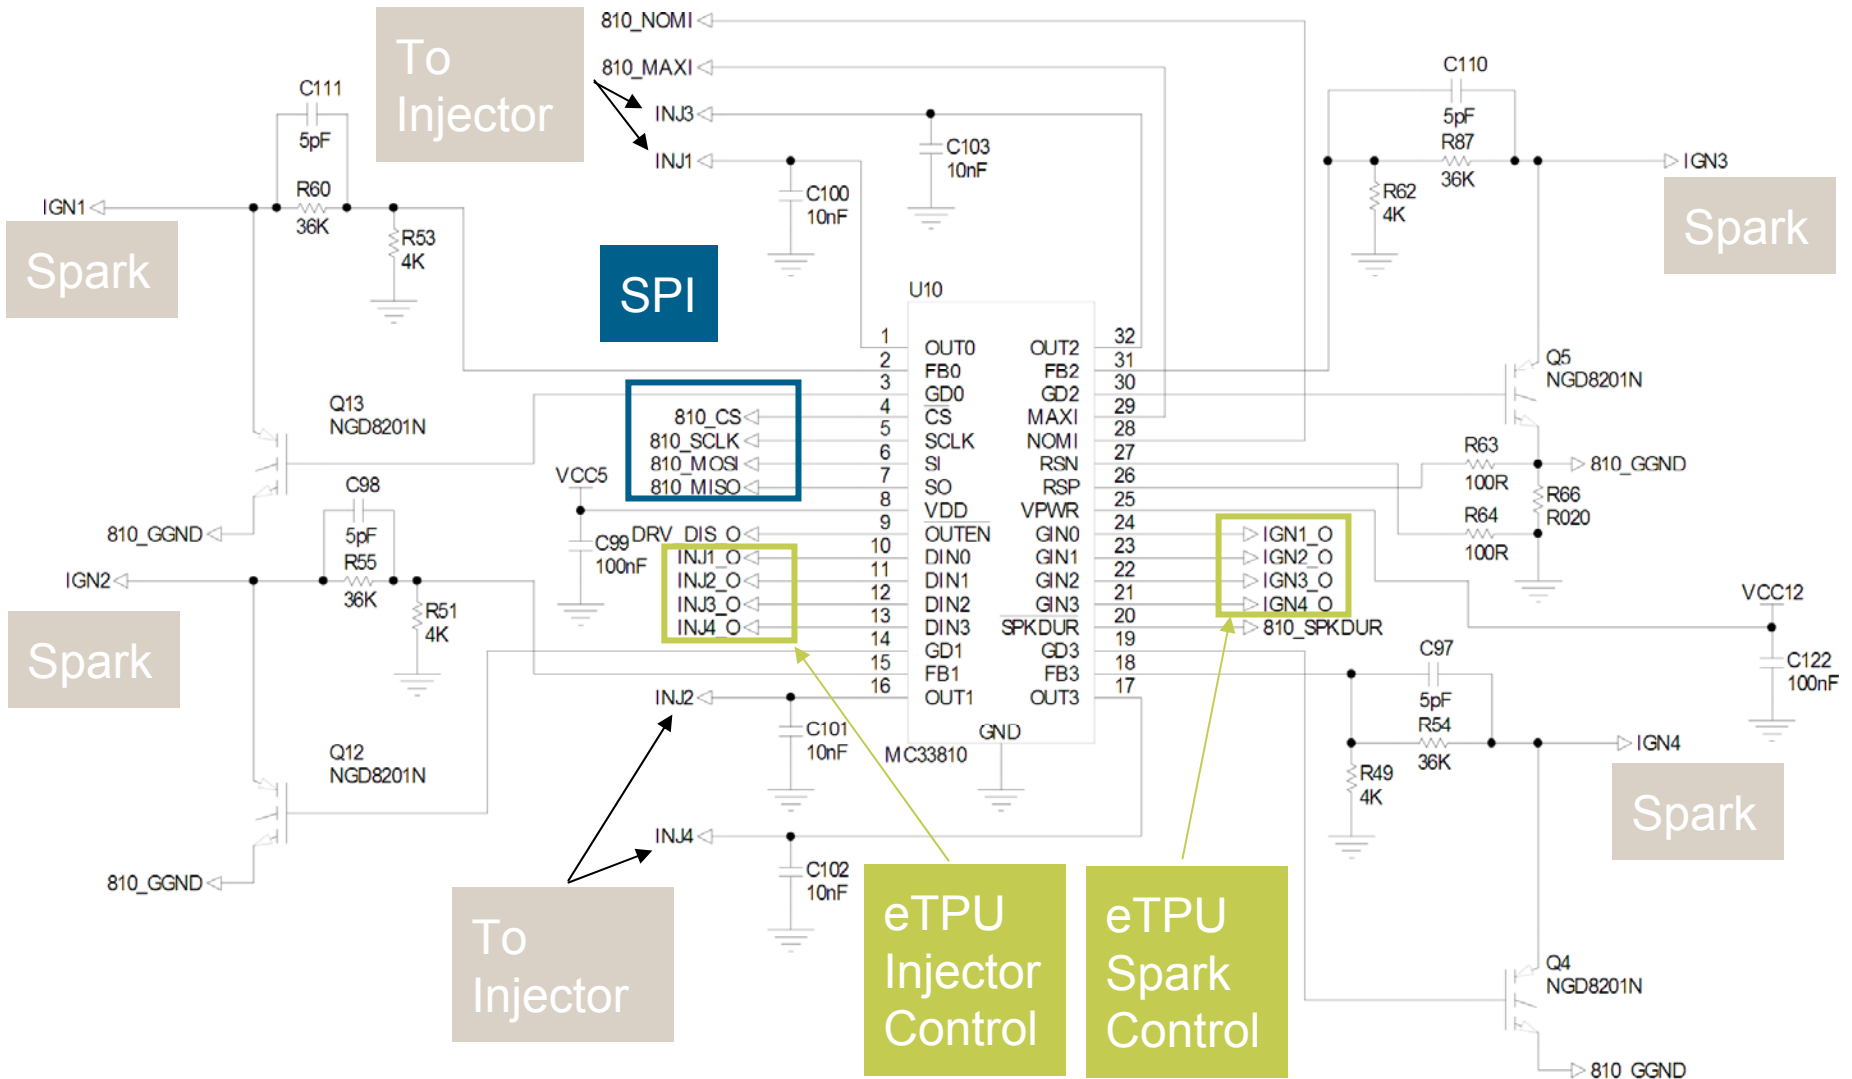 810_NOMI
810_MAXI
To
Injector
INJ3
INJ1
C111
5pF
R60
36K
IGN1
Spark
R53
4K
C103
10nF
C100
10nF
C110
5pF
R87
36K
IGN3
Spark
R62
4K
SPI
U10
1 OUT0
2 FB0
3 GD0
4 CS
5 SCLK
6 SI
7 SO
8 VDD
9 OUTEN
10 DIN0
11 DIN1
12 DIN2
13 DIN3
14 GD1
15 FB1
16 OUT1
32 OUT2
31 FB2
30 GD2
29 MAXI
28 NOMI
27 RSN
26 RSP
25 VPWR
24 GIN0
23 GIN1
22 GIN2
21 GIN3
20 SPKDUR
19 GD3
18 FB3
17 OUT3
GND
MC33810
810_CS
810_SCLK
810_MOSI
810_MISO
VCC5
C99
100nF
DRV_DIS_O
INJ1_O
INJ2_O
INJ3_O
INJ4_O
Q13
NGD8201N
810_GGND
C98
5pF
R55
36K
IGN2
Spark
R51
4K
Q12
NGD8201N
810_GGND
INJ2
C101
10nF
INJ4
C102
10nF
To
Injector
eTPU
Injector
Control
eTPU
Spark
Control
IGN1_O
IGN2_O
IGN3_O
IGN4_O
810_SPKDUR
Q5
NGD8201N
R63
100R
810_GGND
R66
R020
R64
100R
VCC12
C122
100nF
C97
5pF
R54
36K
IGN4
Spark
R49
4K
Q4
NGD8201N
810_GGND